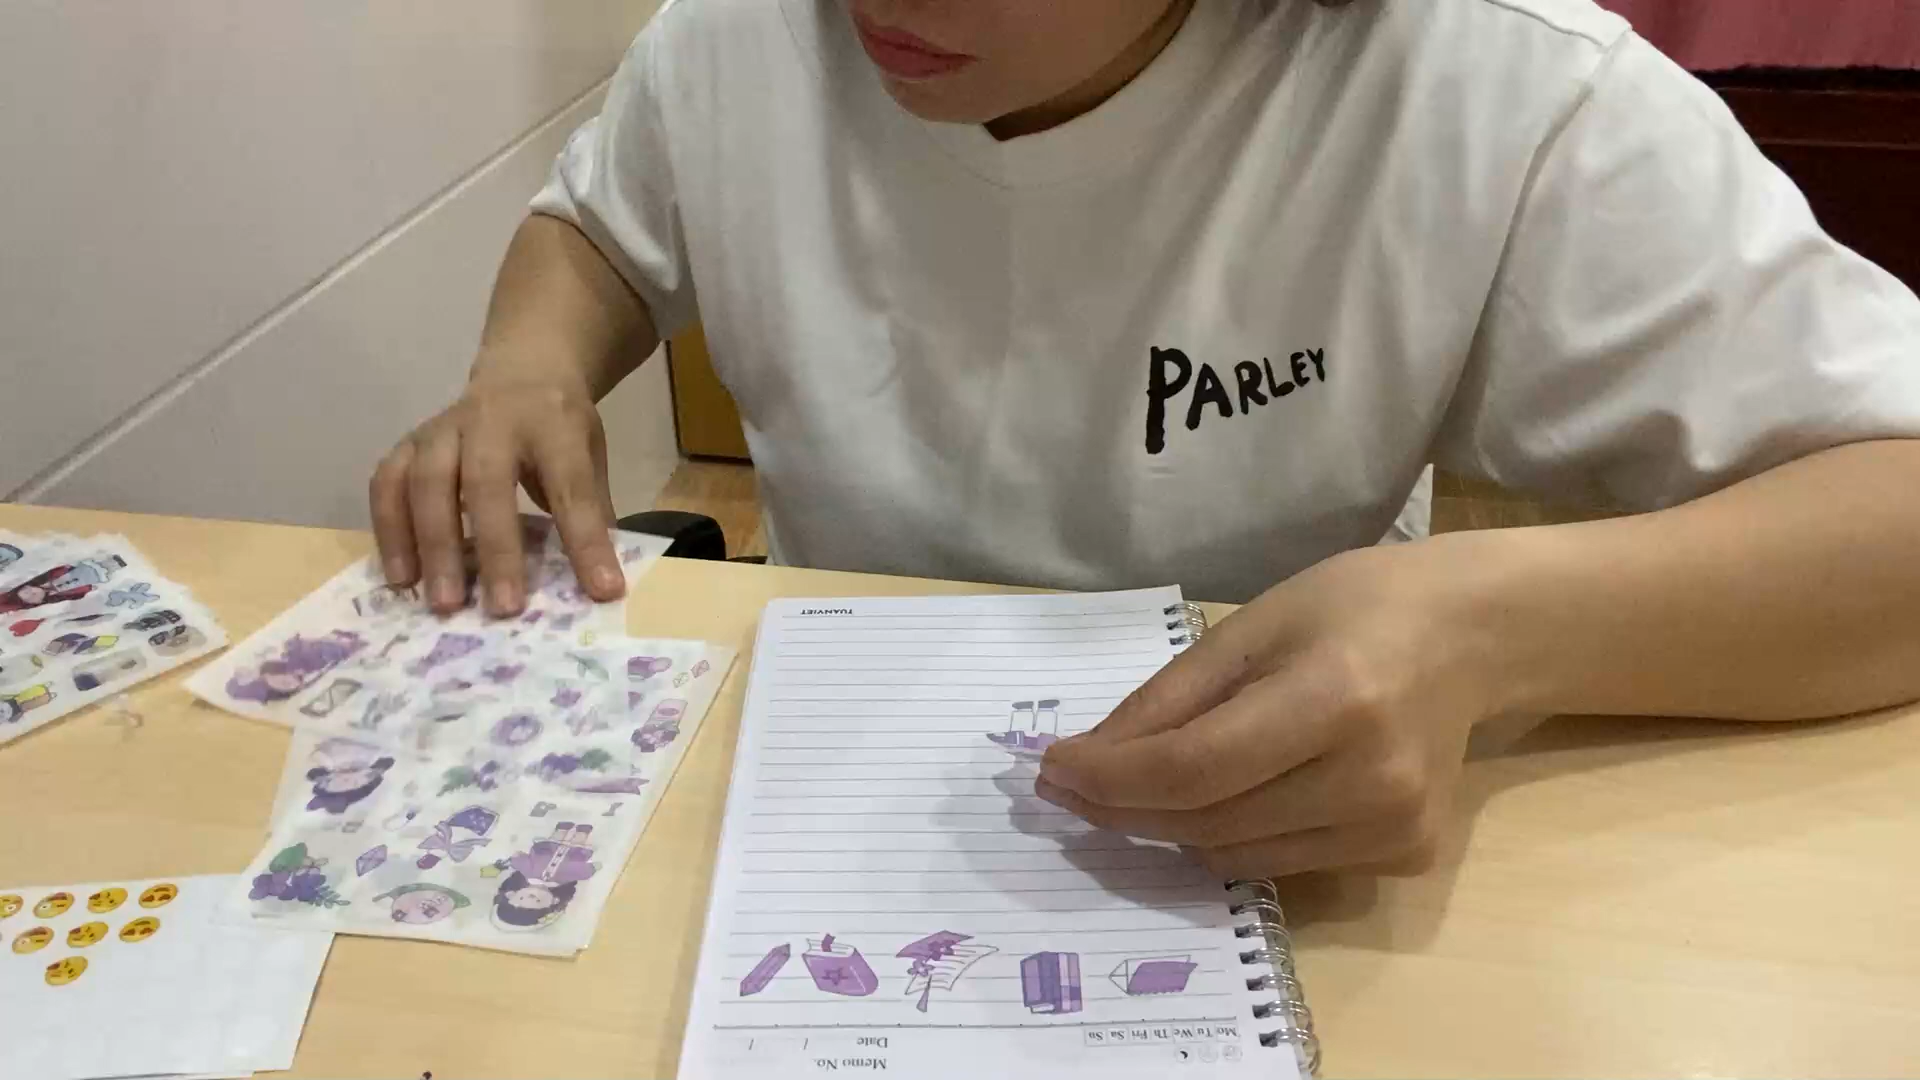 PARLEY
TUANVIET
Memo No.
Date / /
Mo Tu We Th Fri Sa Su